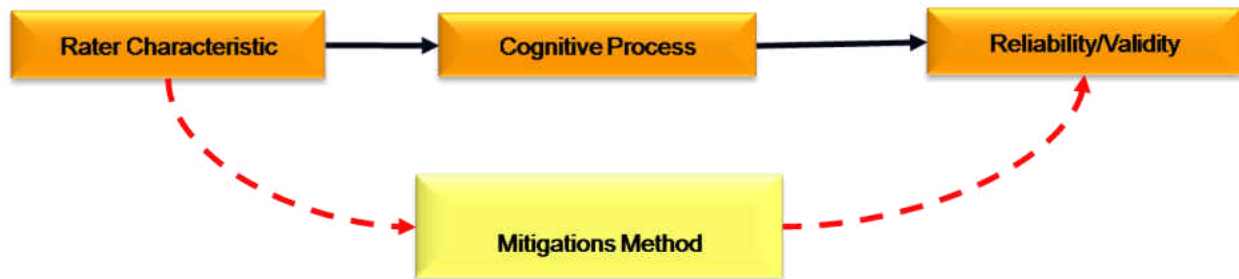 Rater Characteristic
Cognitive Process
Reliability/Validity
Mitigations Method